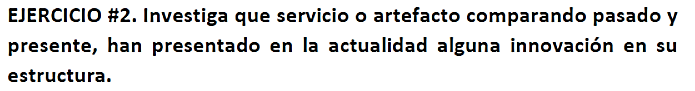 EJERCICIO #2. Investiga que servicio o artefacto comparando pasado y
presente, han presentado en la actualidad alguna innovación en su
estructura.